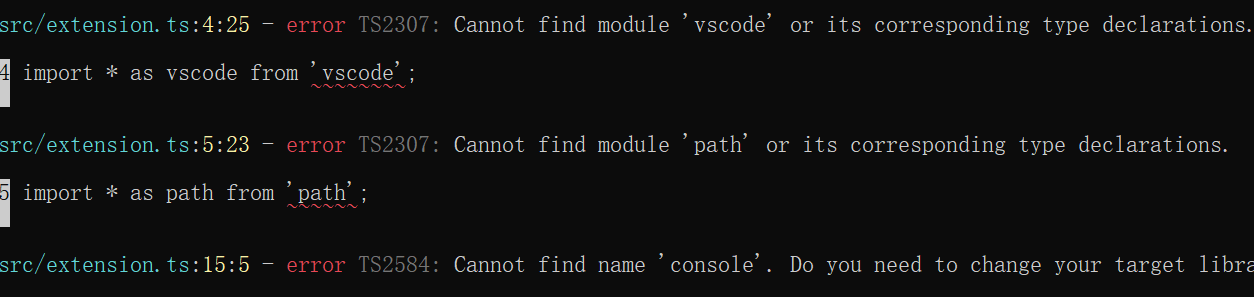 src/extension.ts:4:25 - error TS2307: Cannot find module 'vscode' or its corresponding type declarations.
4 import * as vscode from 'vscode';
src/extension.ts:5:23 - error TS2307: Cannot find module 'path' or its corresponding type declarations.
5 import * as path from 'path';
src/extension.ts:15:5 - error TS2584: Cannot find name 'console'. Do you need to change your target libra